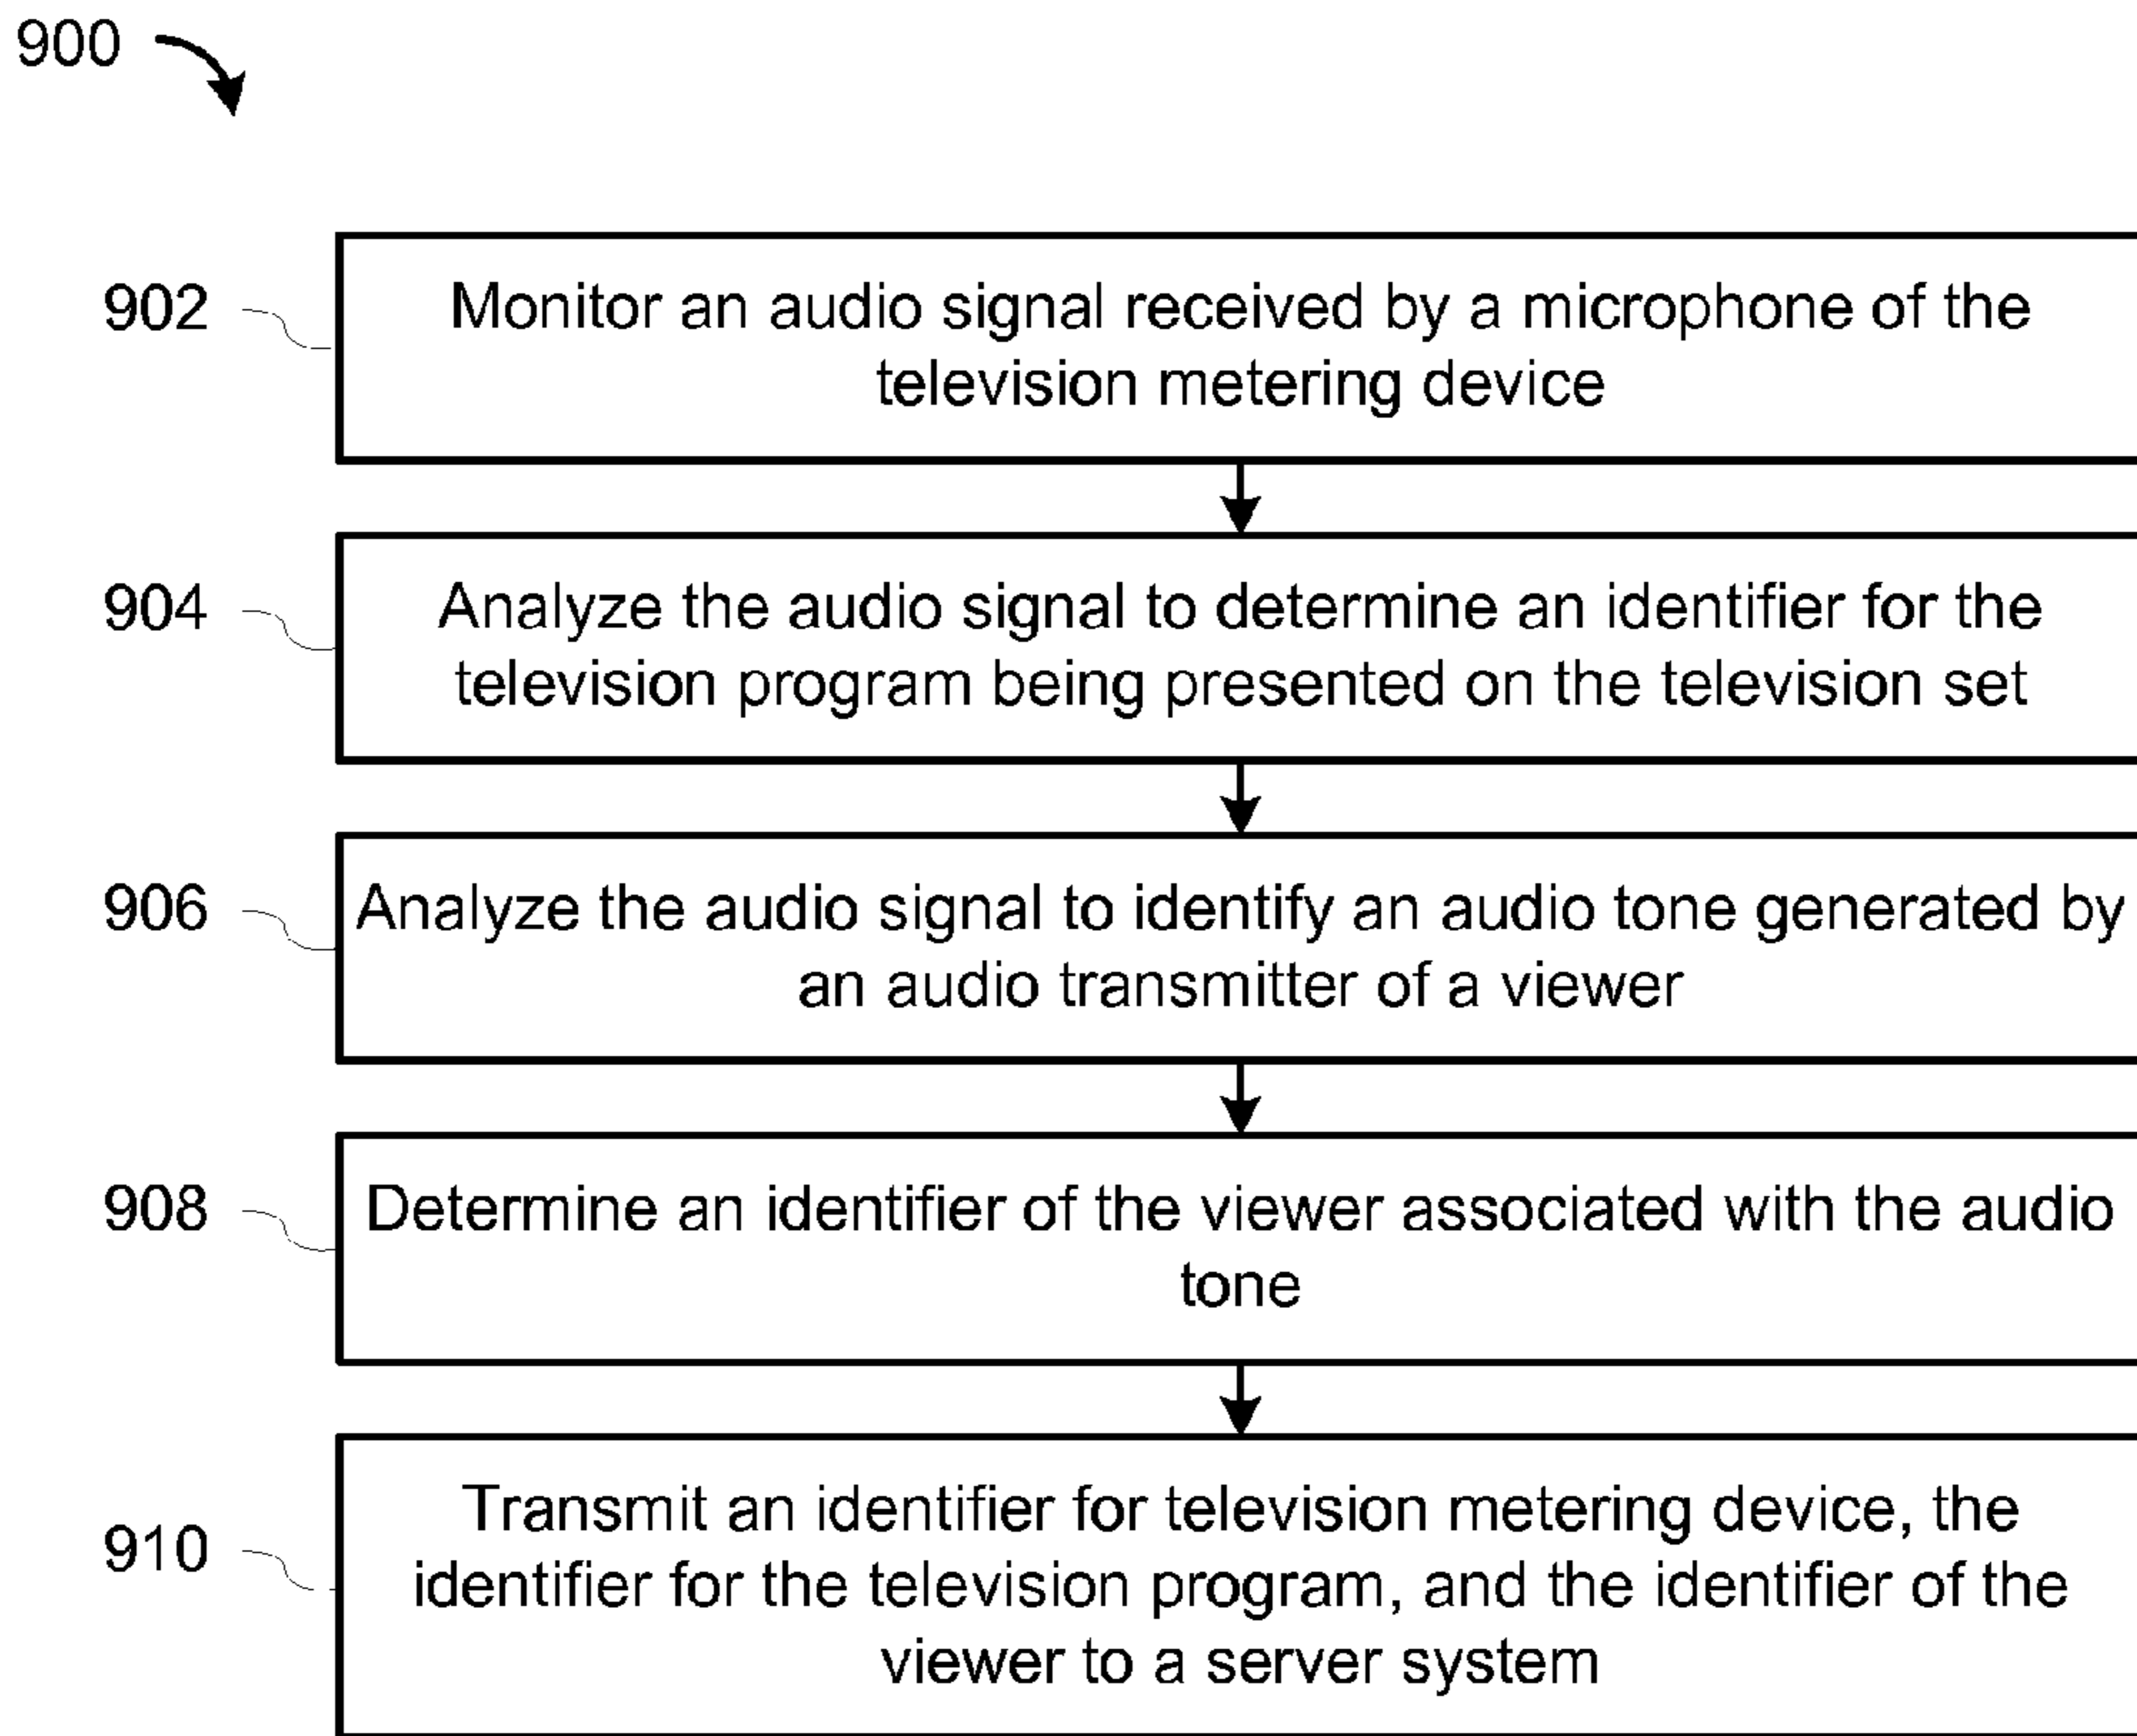 900
902
Monitor an audio signal received by a microphone of the
television metering device
904
Analyze the audio signal to determine an identifier for the
television program being presented on the television set
906
Analyze the audio signal to identify an audio tone generated by
an audio transmitter of a viewer
908
Determine an identifier of the viewer associated with the audio
tone
910
Transmit an identifier for television metering device, the
identifier for the television program, and the identifier of the
viewer to a server system